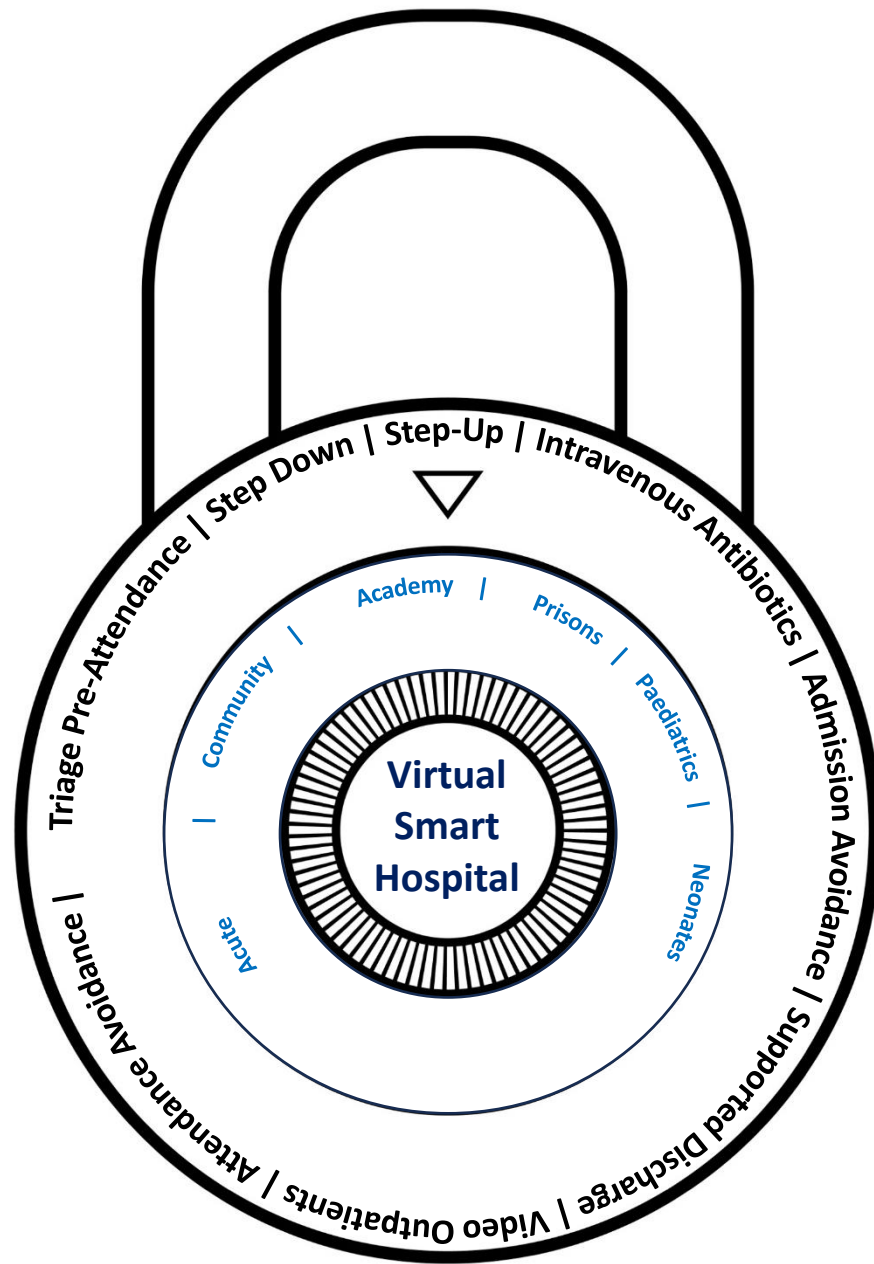 Triage Pre-Attendance | Step Down | Step-Up | Intravenous Antibiotics | Admission Avoidance | Supported Discharge | Video Outpatients | Attendance Avoidance |
Acute | Community | Academy | Prisons | Paediatrics | Neonates
Virtual
Smart
Hospital